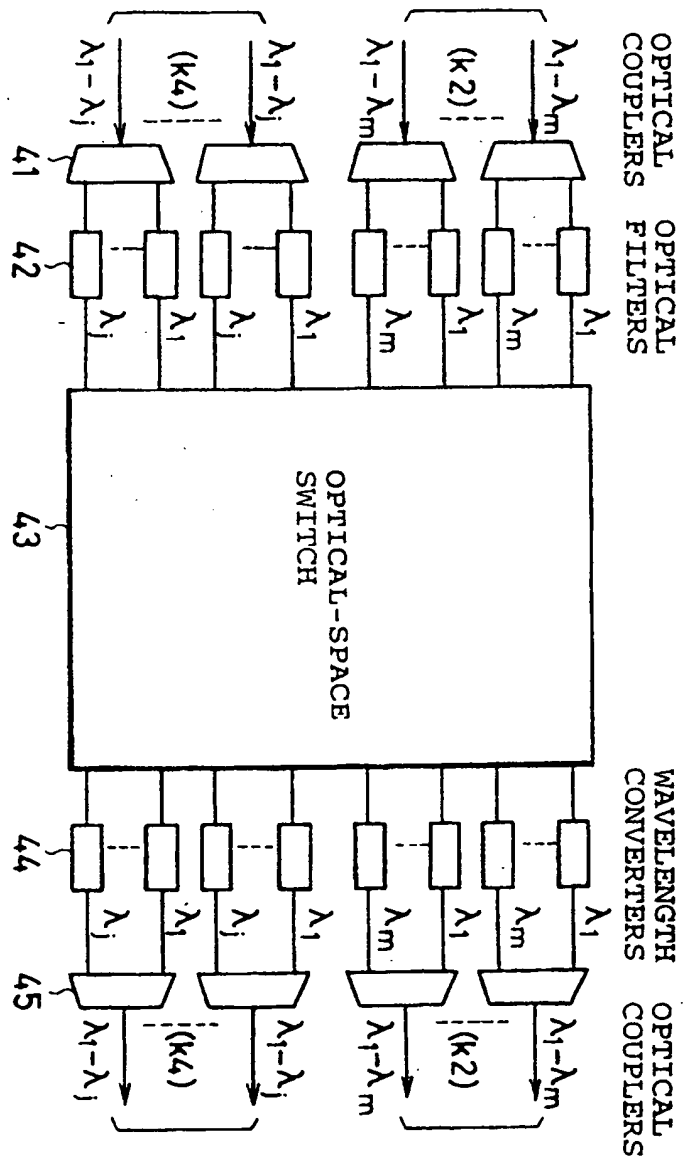 OPTICAL COUPLERS
OPTICAL FILTERS
WAVELENGTH CONVERTERS
OPTICAL COUPLERS
λ1 λ1
λ1–λm λm λm λ1–λm
(k2) λ1 λ1 (k2)
λ1–λm λm λm λ1–λm
OPTICAL-SPACE
SWITCH
λ1 λ1
λ1–λj λj λj λ1–λj
(k4) λ1 λ1 (k4)
λ1–λj λj λj λ1–λj
41 42 43 44 45